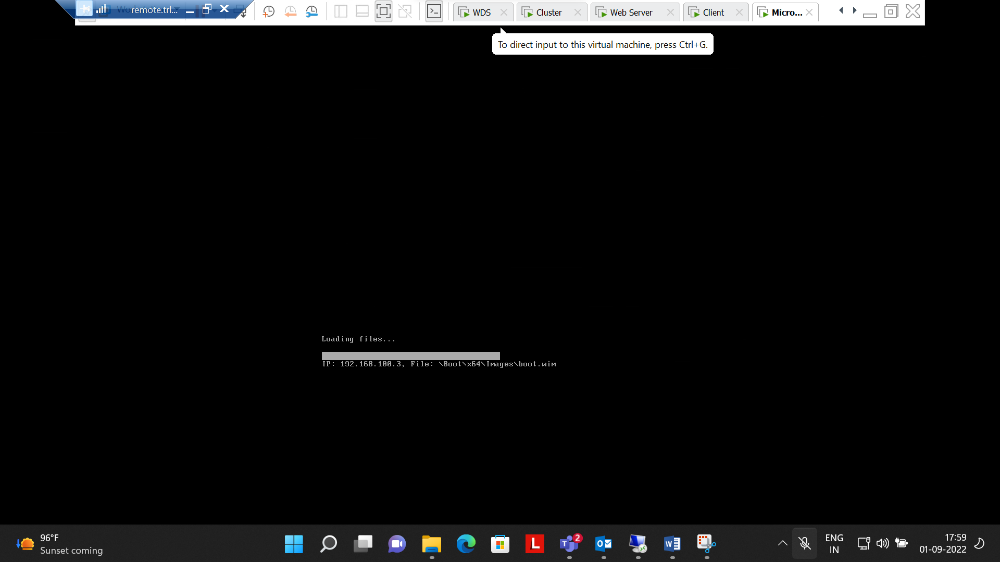 remote.trl...
WDS
Cluster
Web Server
Client
Micro...
To direct input to this virtual machine, press Ctrl+G.
Loading files...
IP: 192.168.100.3, File: \Boot\x64\Images\boot.wim
96°F
Sunset coming
L
T
2
O
W
ENG
IN
17:59
01-09-2022